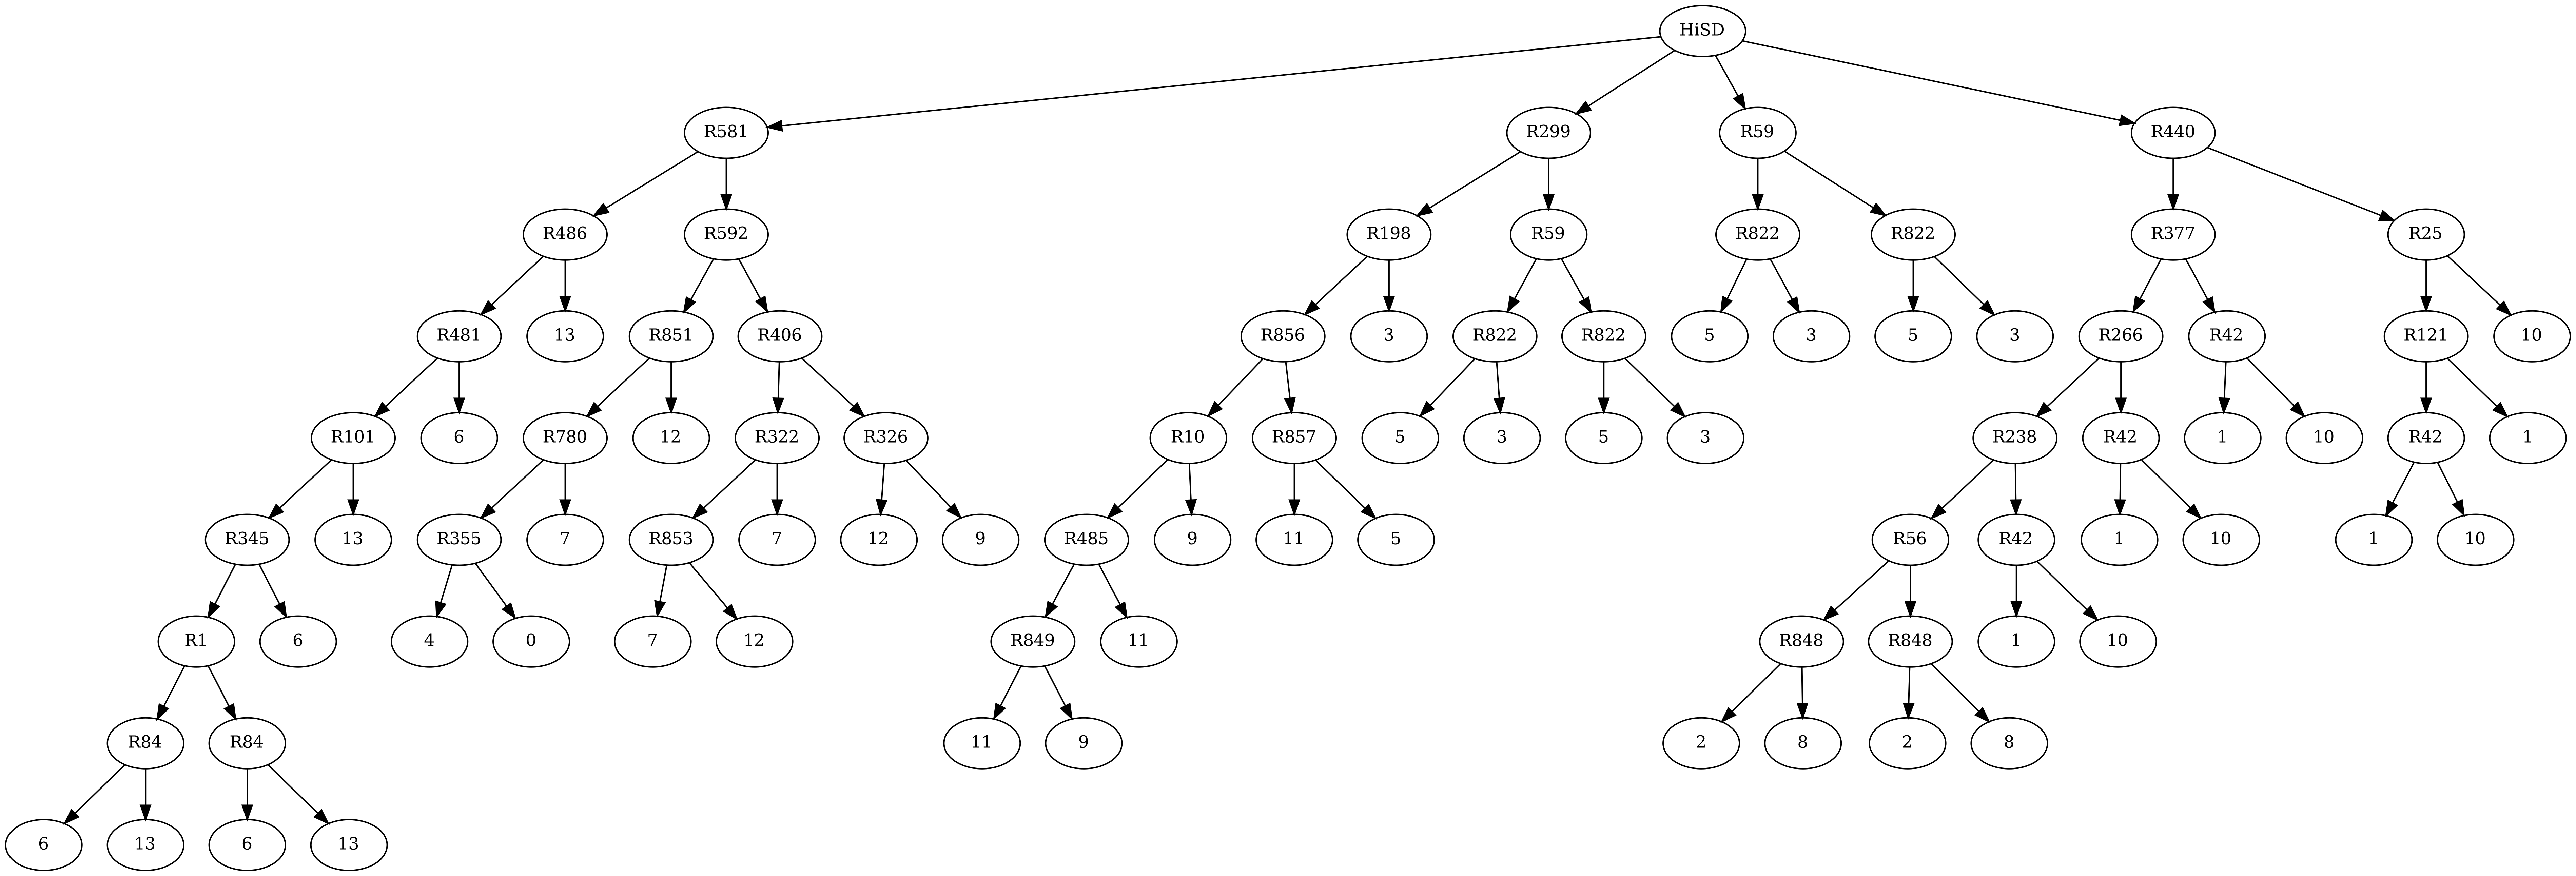 HiSD
R581 R299 R59 R440
R486 R592 R198 R59 R822 R822 R377 R25
R481 13 R851 R406 R856 3 R822 R822 5 3 5 3 R266 R42 R121 10
R101 6 R780 12 R322 R326 R10 R857 5 3 5 3 R238 R42 1 10 R42 1
R345 13 R355 7 R853 7 12 9 R485 9 11 5 R56 R42 1 10 1 10
R1 6 4 0 7 12 R849 11 R848 R848 1 10
R84 R84 11 9 2 8 2 8
6 13 6 13